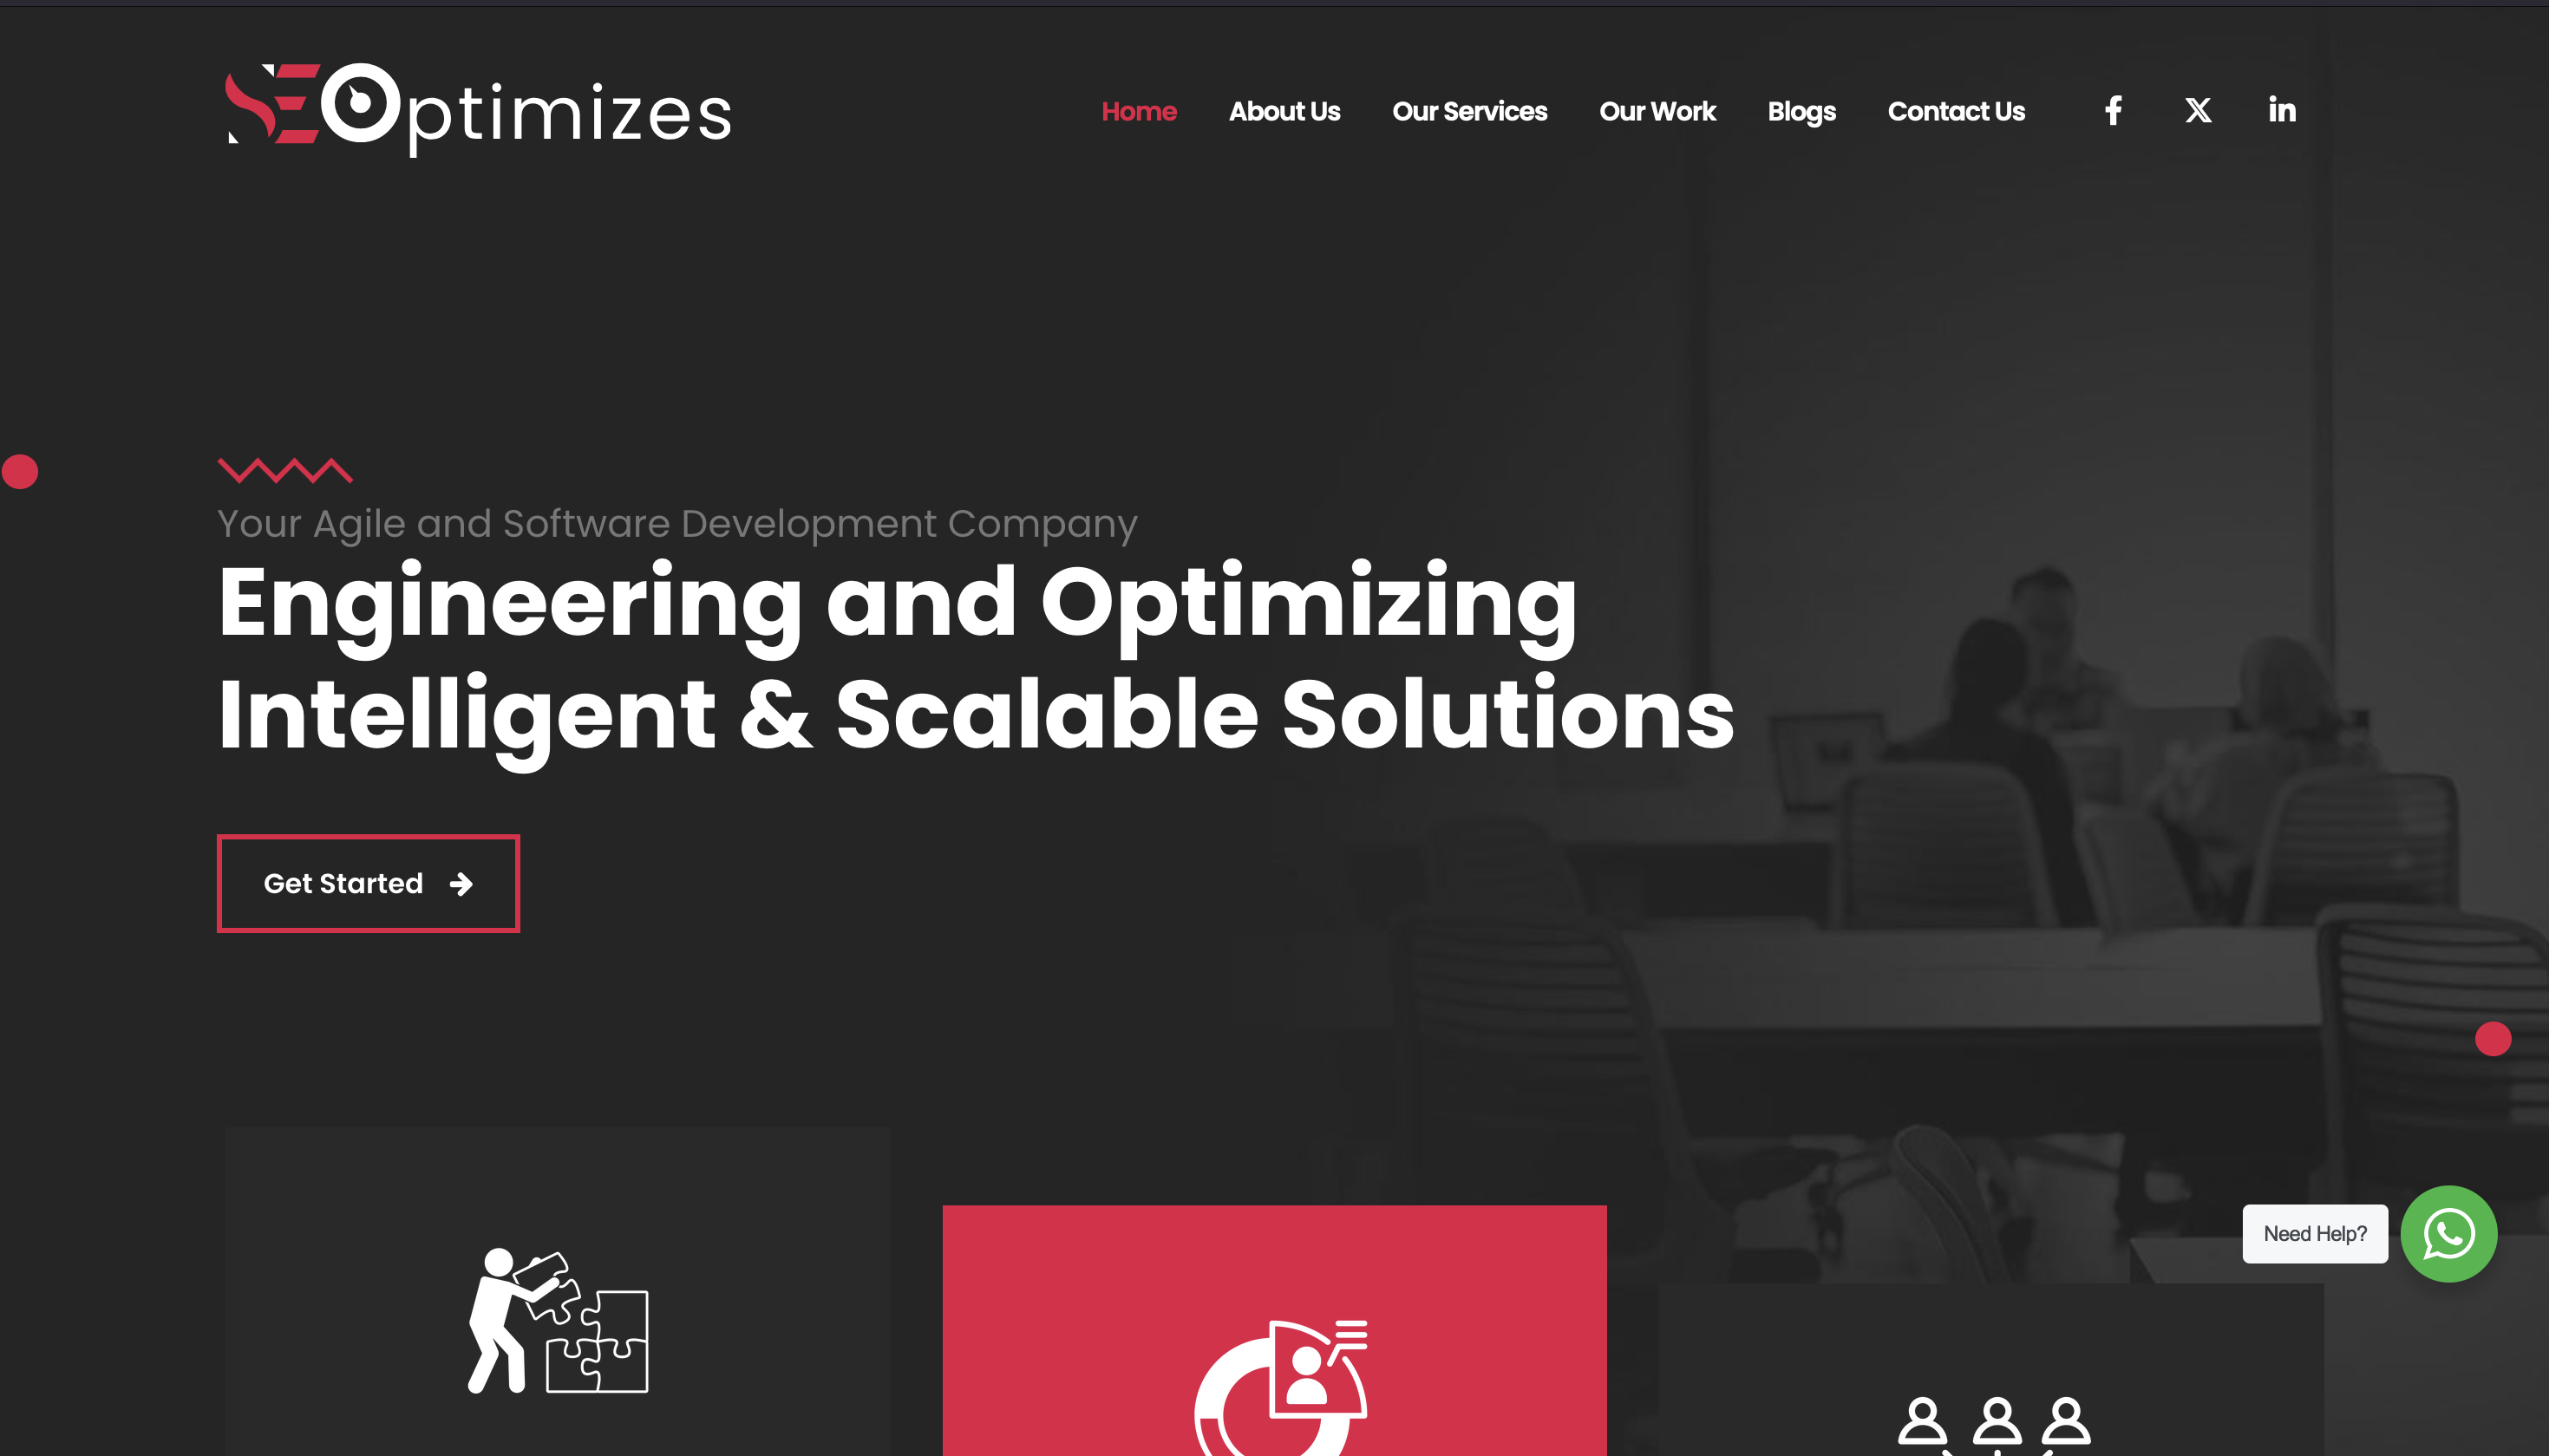 SEOptimizes
Home About Us Our Services Our Work Blogs Contact Us
Your Agile and Software Development Company
Engineering and Optimizing
Intelligent & Scalable Solutions
Get Started
Need Help?